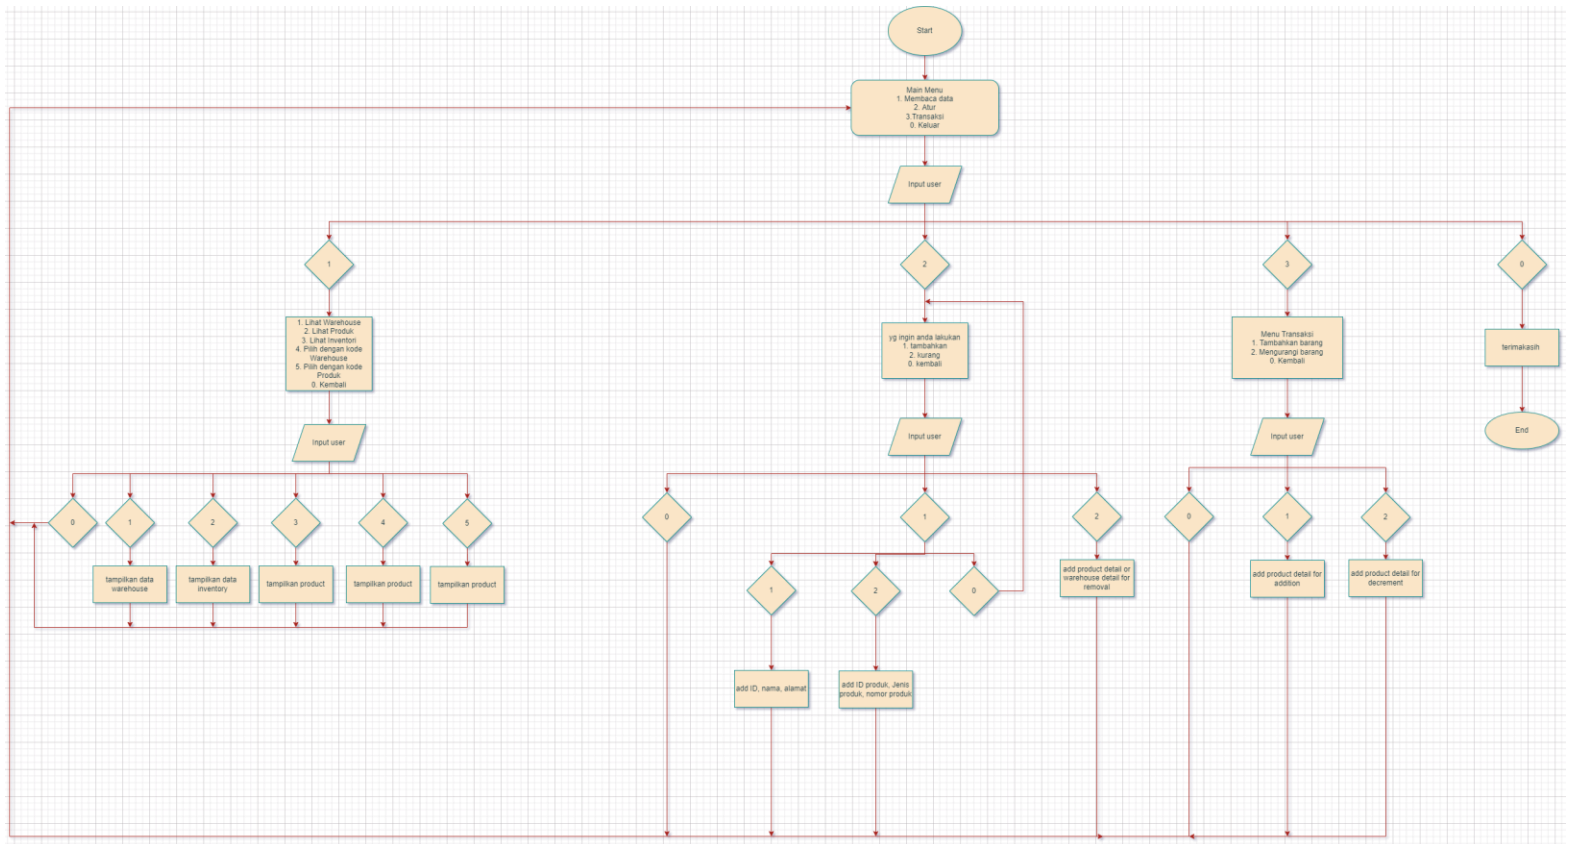 Start
Main Menu
1. Membaca data
2. Atur
3.Transaksi
0. Keluar
Input user
1
2
3
0
1. Lihat Warehouse
2. Lihat Produk
3. Lihat Inventori
4. Pilih dengan kode
Warehouse
5. Pilih dengan kode
Produk
0. Kembali
yg ingin anda lakukan
1. tambahkan
2. kurang
0. kembali
Menu Transaksi
1. Tambahkan barang
2. Mengurangi barang
0. Kembali
terimakasih
Input user
Input user
Input user
End
0
1
2
3
4
5
0
1
2
0
1
2
tampilkan data
warehouse
tampilkan data
inventory
tampilkan product
tampilkan product
tampilkan product
1
2
0
add product detail or
warehouse detail for
removal
add product detail for
addition
add product detail for
decrement
add ID, nama, alamat
add ID produk, Jenis
produk, nomor produk